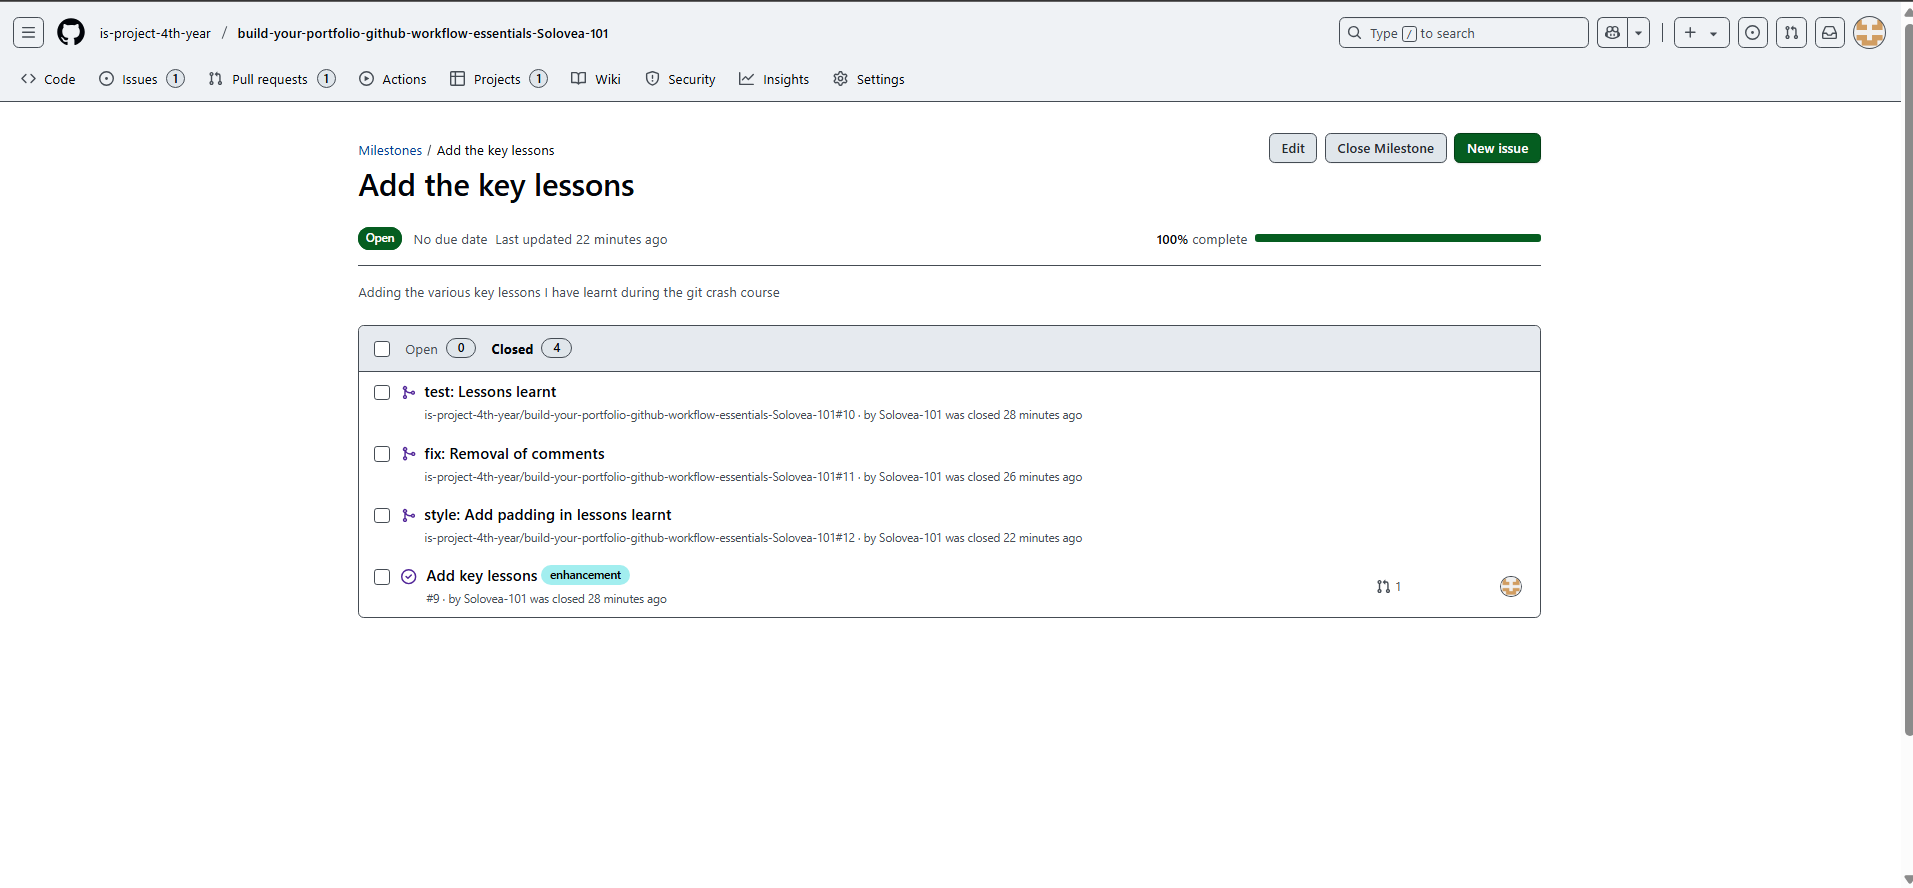 is-project-4th-year / build-your-portfolio-github-workflow-essentials-Solovea-101
Type / to search
Code Issues 1 Pull requests 1 Actions Projects 1 Wiki Security Insights Settings
Milestones / Add the key lessons
Edit Close Milestone New issue
Add the key lessons
Open No due date Last updated 22 minutes ago 100% complete
Adding the various key lessons I have learnt during the git crash course
Open 0 Closed 4
test: Lessons learnt
is-project-4th-year/build-your-portfolio-github-workflow-essentials-Solovea-101#10 · by Solovea-101 was closed 28 minutes ago
fix: Removal of comments
is-project-4th-year/build-your-portfolio-github-workflow-essentials-Solovea-101#11 · by Solovea-101 was closed 26 minutes ago
style: Add padding in lessons learnt
is-project-4th-year/build-your-portfolio-github-workflow-essentials-Solovea-101#12 · by Solovea-101 was closed 22 minutes ago
Add key lessons enhancement
#9 · by Solovea-101 was closed 28 minutes ago
1